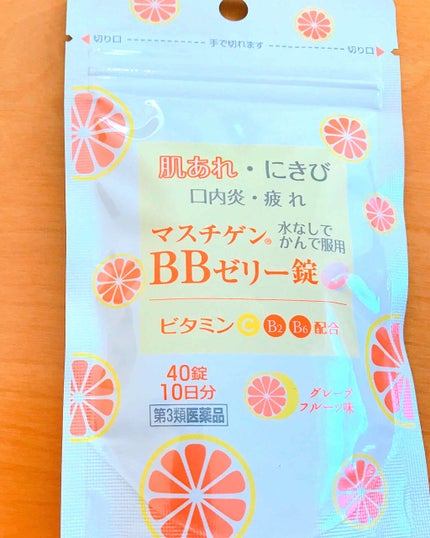 切り口 手で切れます 切り口
肌あれ・にきび
口内炎・疲れ
マスチゲン® 水なしで
かんで服用
BBゼリー錠
ビタミン C B2 B6 配合
40錠
10日分
第3類医薬品
グレープ
フルーツ味